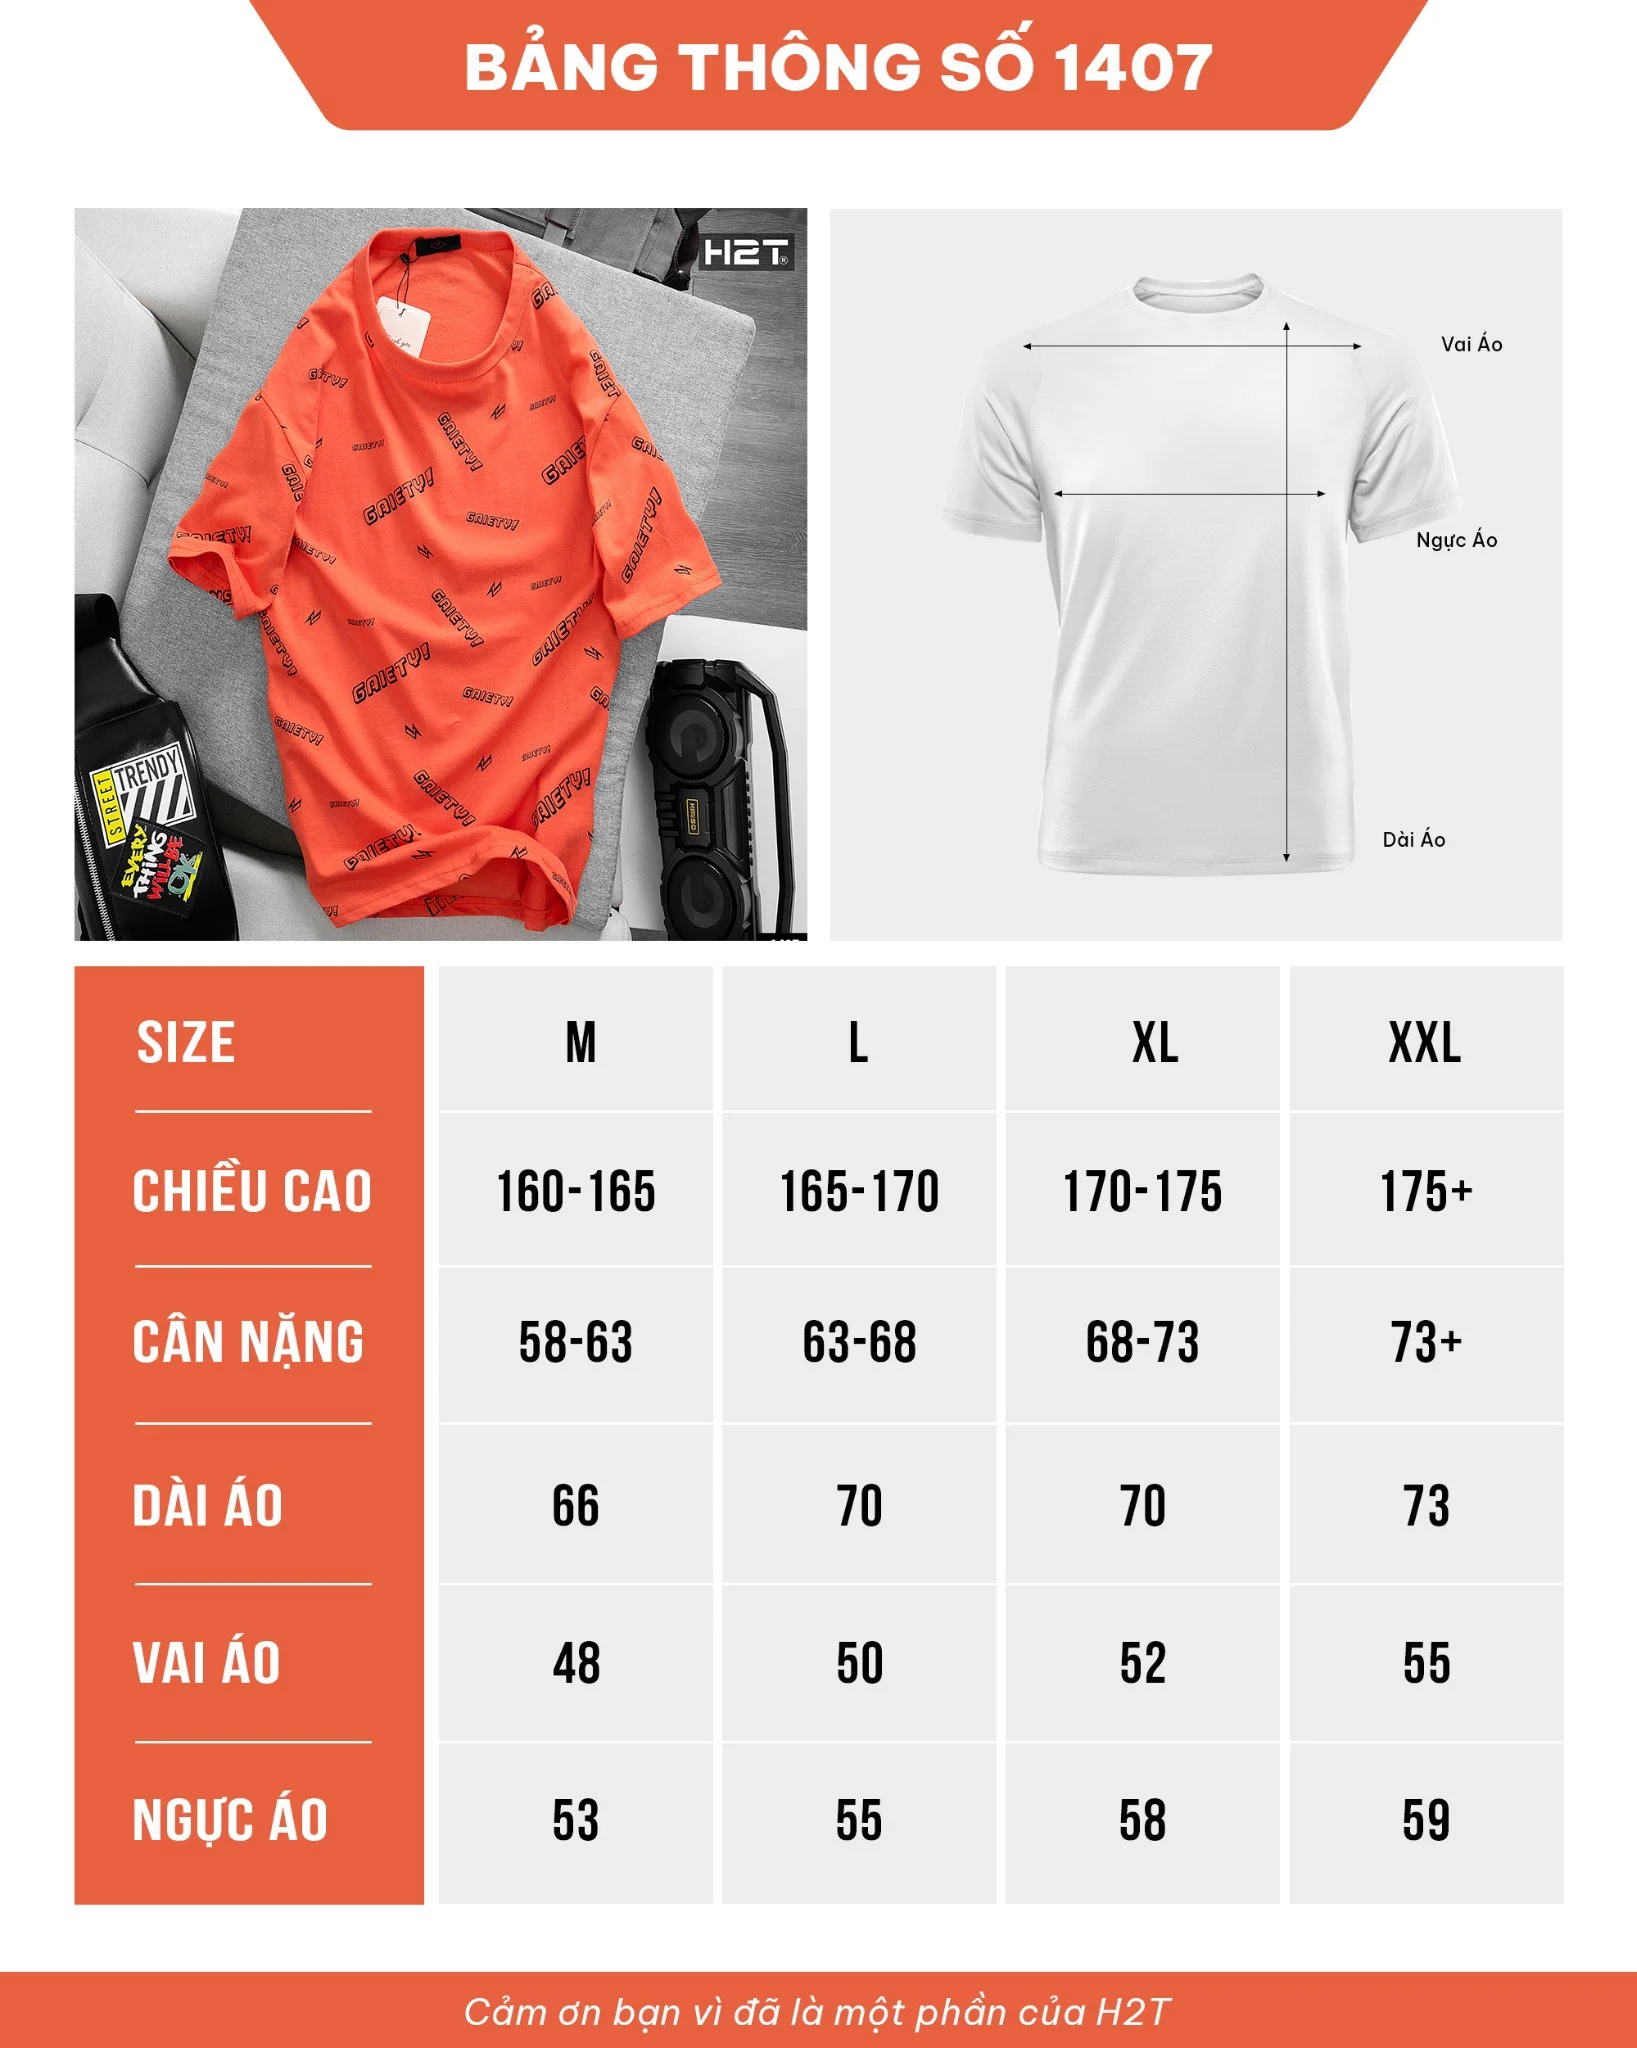 BẢNG THÔNG SỐ 1407
H2T®
GAIETY!
STREET
TRENDY
EVERY
THING
WILL BE
OK
Vai Áo
Ngực Áo
Dài Áo
SIZE M L XL XXL
CHIỀU CAO 160-165 165-170 170-175 175+
CÂN NẶNG 58-63 63-68 68-73 73+
DÀI ÁO 66 70 70 73
VAI ÁO 48 50 52 55
NGỰC ÁO 53 55 58 59
Cảm ơn bạn vì đã là một phần của H2T